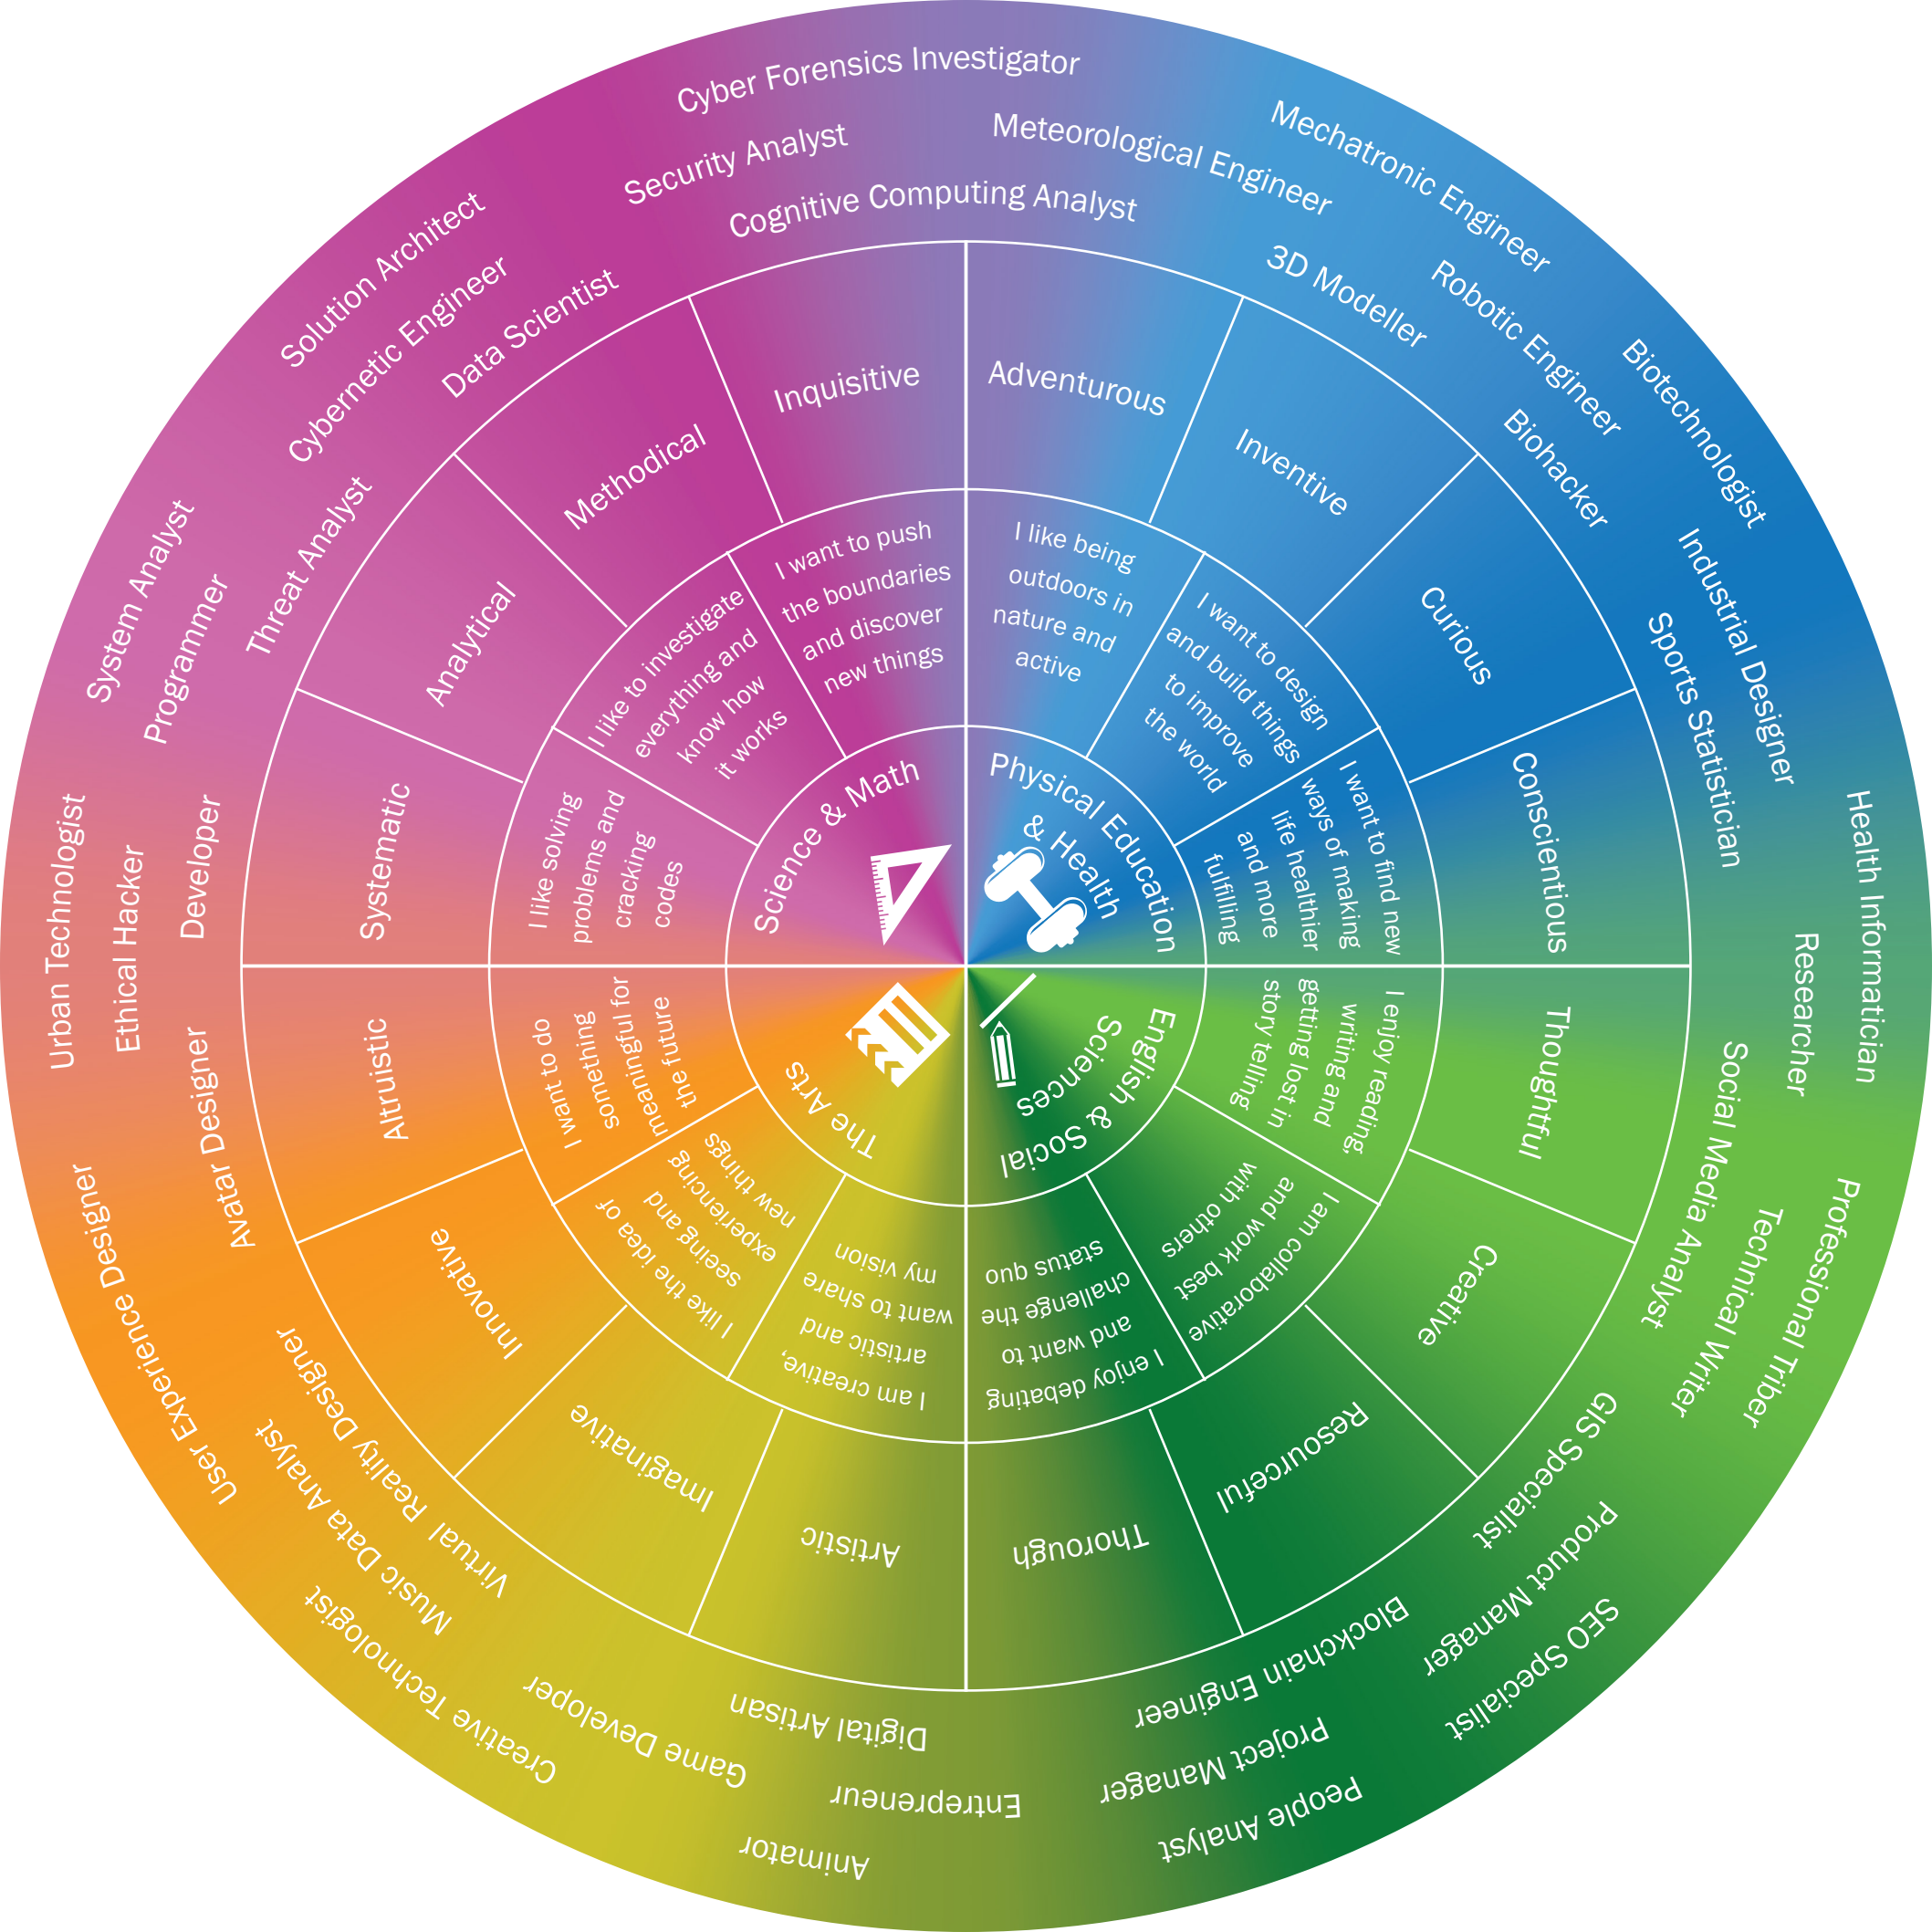 Cyber Forensics Investigator
Security Analyst
Meteorological Engineer
Cognitive Computing Analyst
Mechatronic Engineer
3D Modeller
Robotic Engineer
Biotechnologist
Biohacker
Industrial Designer
Sports Statistician
Health Informatician
Researcher
Social Media Analyst
Professional Triber
Technical Writer
GIS Specialist
Product Manager
SEO Specialist
Blockchain Engineer
Project Manager
People Analyst
Digital Artisan
Entrepreneur
Animator
Game Developer
Creative Technologist
Virtual Reality Designer
Music Data Analyst
User Experience Designer
Avatar Designer
Urban Technologist
Ethical Hacker
Developer
System Analyst
Programmer
Threat Analyst
Solution Architect
Cybernetic Engineer
Data Scientist
Inquisitive
Adventurous
Inventive
Curious
Conscientious
Thoughtful
Creative
Resourceful
Thorough
Artistic
Imaginative
Innovative
Altruistic
Systematic
Analytical
Methodical
I want to push
the boundaries
and discover
new things
I like being
outdoors in
nature and
active
I want to design
and build things
to improve
the world
I want to find new
ways of making
life healthier
and more
fulfilling
I enjoy reading,
writing and
getting lost in
story telling
I am collaborative
and work best
with others
I enjoy debating
and want to
challenge the
status quo
I am creative,
artistic and
want to share
my vision
I like the idea of
seeing and
experiencing
new things
I want to do
something
meaningful for
the future
I like solving
problems and
cracking
codes
I like to investigate
everything and
know how
it works
Science & Math
Physical Education
& Health
English & Social
Sciences
The Arts